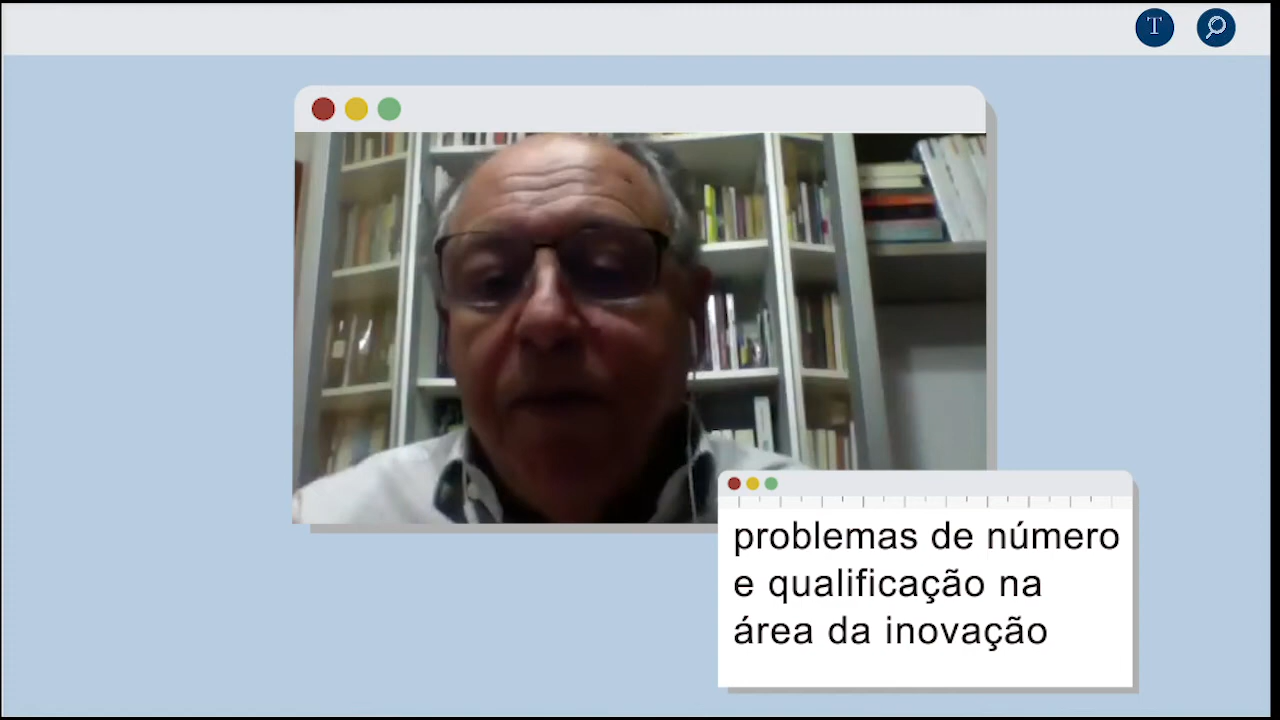 T
problemas de número
e qualificação na
área da inovação